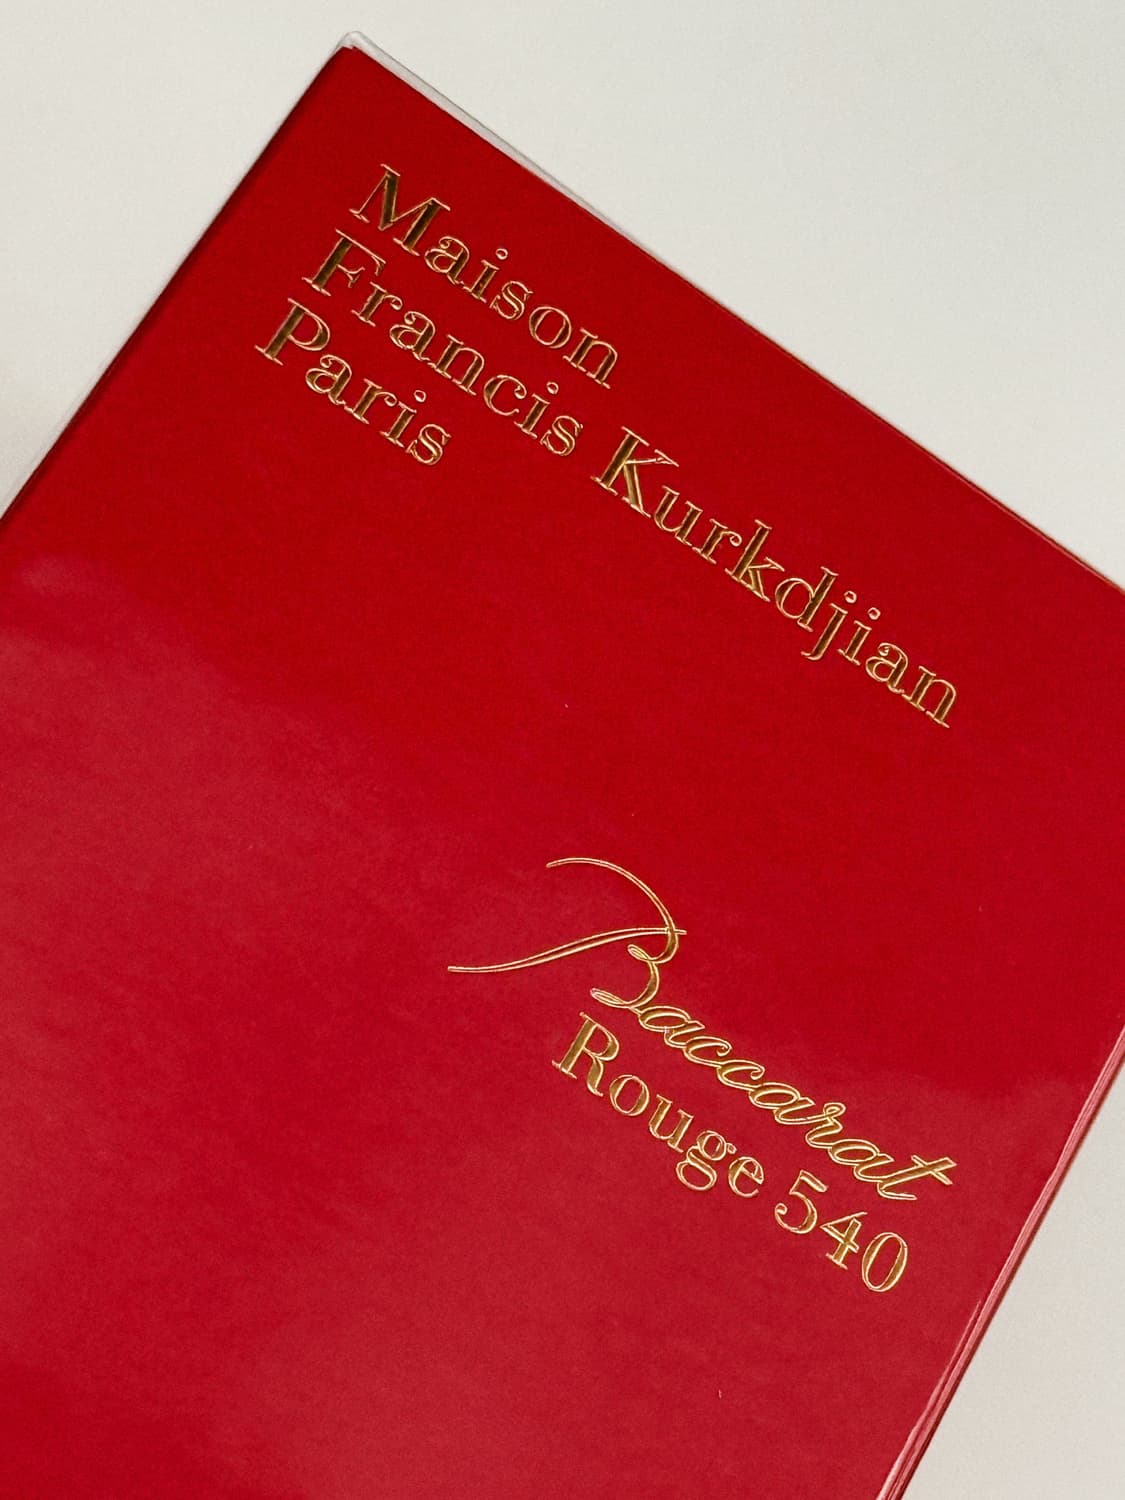 Maison
Francis Kurkdjian
Paris
Baccarat
Rouge 540